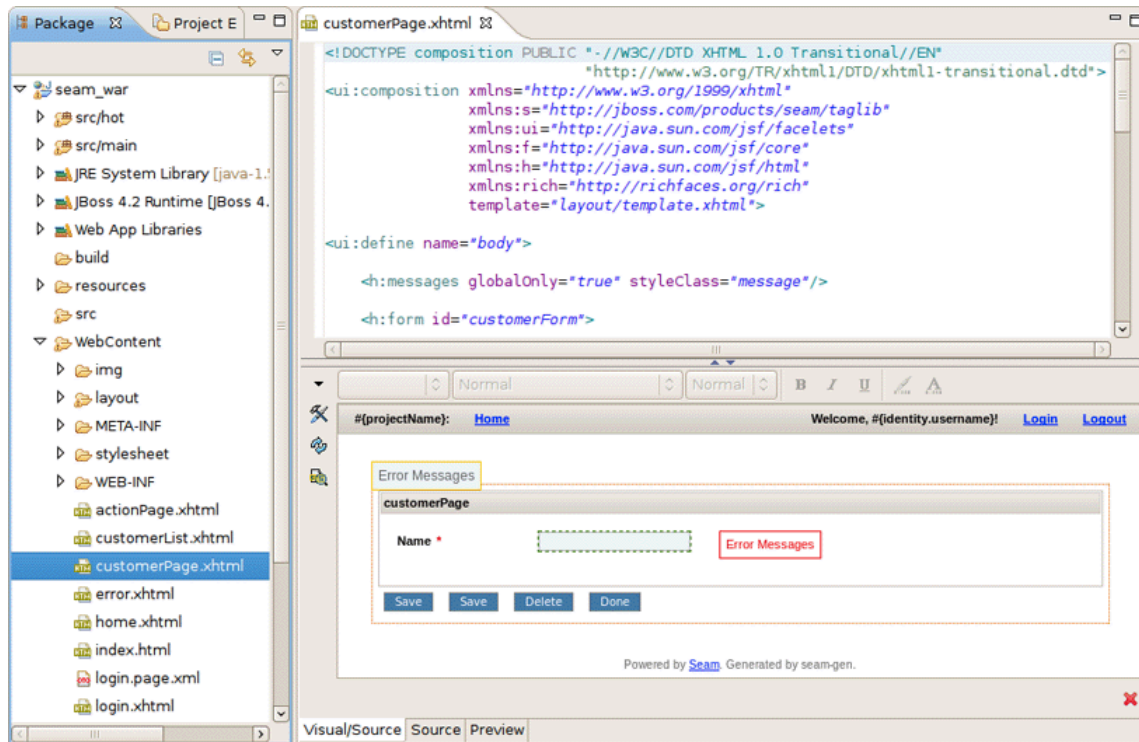 Package
Project E
seam_war
src/hot
src/main
JRE System Library [java-1.
JBoss 4.2 Runtime [JBoss 4.
Web App Libraries
build
resources
src
WebContent
img
layout
META-INF
stylesheet
WEB-INF
actionPage.xhtml
customerList.xhtml
customerPage.xhtml
error.xhtml
home.xhtml
index.html
login.page.xml
login.xhtml
customerPage.xhtml
<!DOCTYPE composition PUBLIC "-//W3C//DTD XHTML 1.0 Transitional//EN"
"http://www.w3.org/TR/xhtml1/DTD/xhtml1-transitional.dtd">
<ui:composition xmlns="http://www.w3.org/1999/xhtml"
xmlns:s="http://jboss.com/products/seam/taglib"
xmlns:ui="http://java.sun.com/jsf/facelets"
xmlns:f="http://java.sun.com/jsf/core"
xmlns:h="http://java.sun.com/jsf/html"
xmlns:rich="http://richfaces.org/rich"
template="layout/template.xhtml">
<ui:define name="body">
<h:messages globalOnly="true" styleClass="message"/>
<h:form id="customerForm">
Normal Normal B I U A
#{projectName}: Home Welcome, #{identity.username}! Login Logout
Error Messages
customerPage
Name * Error Messages
Save Save Delete Done
Powered by Seam. Generated by seam-gen.
Visual/Source Source Preview